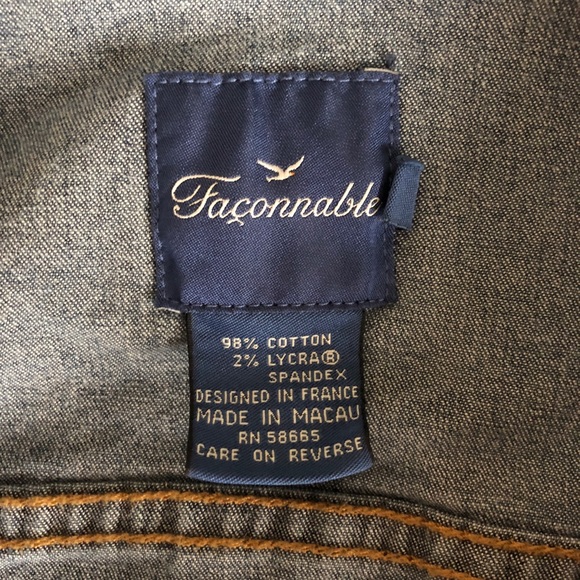 Façonnable
98% COTTON
2% LYCRA®
SPANDEX
DESIGNED IN FRANCE
MADE IN MACAU
RN 58665
CARE ON REVERSE